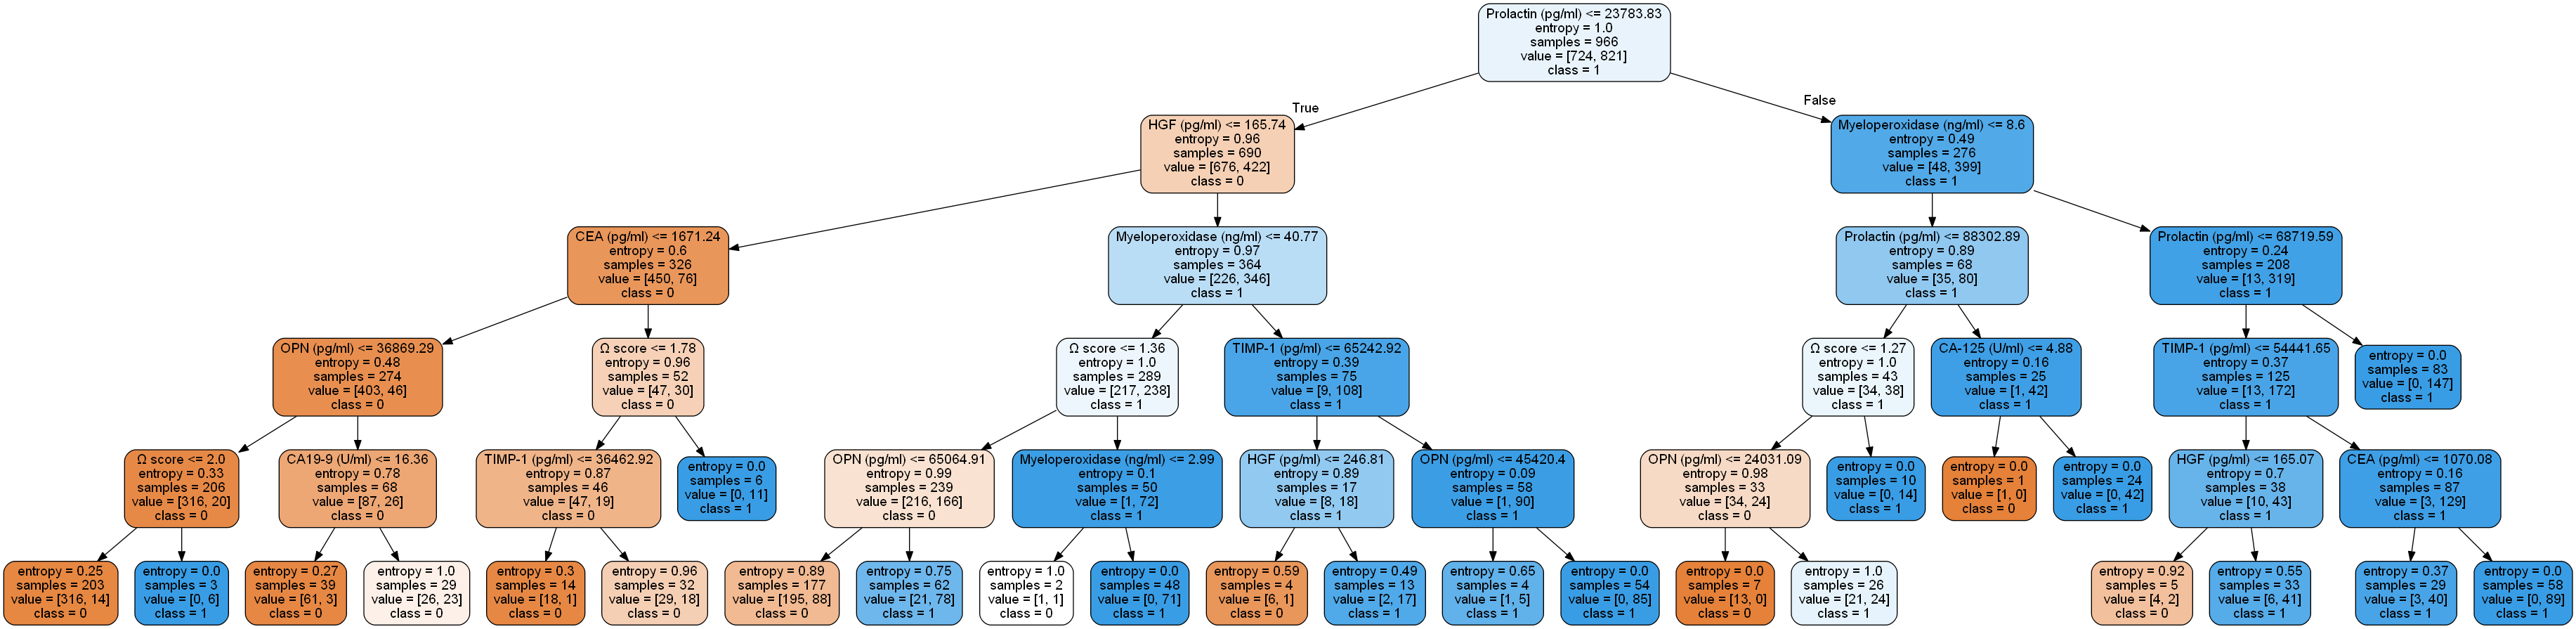 Prolactin (pg/ml) <= 23783.83
entropy = 1.0
samples = 966
value = [724, 821]
class = 1
True
False
HGF (pg/ml) <= 165.74
entropy = 0.96
samples = 690
value = [676, 422]
class = 0
Myeloperoxidase (ng/ml) <= 8.6
entropy = 0.49
samples = 276
value = [48, 399]
class = 1
CEA (pg/ml) <= 1671.24
entropy = 0.6
samples = 326
value = [450, 76]
class = 0
Myeloperoxidase (ng/ml) <= 40.77
entropy = 0.97
samples = 364
value = [226, 346]
class = 1
Prolactin (pg/ml) <= 88302.89
entropy = 0.89
samples = 68
value = [35, 80]
class = 1
Prolactin (pg/ml) <= 68719.59
entropy = 0.24
samples = 208
value = [13, 319]
class = 1
OPN (pg/ml) <= 36869.29
entropy = 0.48
samples = 274
value = [403, 46]
class = 0
Ω score <= 1.78
entropy = 0.96
samples = 52
value = [47, 30]
class = 0
Ω score <= 1.36
entropy = 1.0
samples = 289
value = [217, 238]
class = 1
TIMP-1 (pg/ml) <= 65242.92
entropy = 0.39
samples = 75
value = [9, 108]
class = 1
Ω score <= 1.27
entropy = 1.0
samples = 43
value = [34, 38]
class = 1
CA-125 (U/ml) <= 4.88
entropy = 0.16
samples = 25
value = [1, 42]
class = 1
TIMP-1 (pg/ml) <= 54441.65
entropy = 0.37
samples = 125
value = [13, 172]
class = 1
entropy = 0.0
samples = 83
value = [0, 147]
class = 1
Ω score <= 2.0
entropy = 0.33
samples = 206
value = [316, 20]
class = 0
CA19-9 (U/ml) <= 16.36
entropy = 0.78
samples = 68
value = [87, 26]
class = 0
TIMP-1 (pg/ml) <= 36462.92
entropy = 0.87
samples = 46
value = [47, 19]
class = 0
entropy = 0.0
samples = 6
value = [0, 11]
class = 1
OPN (pg/ml) <= 65064.91
entropy = 0.99
samples = 239
value = [216, 166]
class = 0
Myeloperoxidase (ng/ml) <= 2.99
entropy = 0.1
samples = 50
value = [1, 72]
class = 1
HGF (pg/ml) <= 246.81
entropy = 0.89
samples = 17
value = [8, 18]
class = 1
OPN (pg/ml) <= 45420.4
entropy = 0.09
samples = 58
value = [1, 90]
class = 1
OPN (pg/ml) <= 24031.09
entropy = 0.98
samples = 33
value = [34, 24]
class = 0
entropy = 0.0
samples = 10
value = [0, 14]
class = 1
entropy = 0.0
samples = 1
value = [1, 0]
class = 0
entropy = 0.0
samples = 24
value = [0, 42]
class = 1
HGF (pg/ml) <= 165.07
entropy = 0.7
samples = 38
value = [10, 43]
class = 1
CEA (pg/ml) <= 1070.08
entropy = 0.16
samples = 87
value = [3, 129]
class = 1
entropy = 0.25
samples = 203
value = [316, 14]
class = 0
entropy = 0.0
samples = 3
value = [0, 6]
class = 1
entropy = 0.27
samples = 39
value = [61, 3]
class = 0
entropy = 1.0
samples = 29
value = [26, 23]
class = 0
entropy = 0.3
samples = 14
value = [18, 1]
class = 0
entropy = 0.96
samples = 32
value = [29, 18]
class = 0
entropy = 0.89
samples = 177
value = [195, 88]
class = 0
entropy = 0.75
samples = 62
value = [21, 78]
class = 1
entropy = 1.0
samples = 2
value = [1, 1]
class = 0
entropy = 0.0
samples = 48
value = [0, 71]
class = 1
entropy = 0.59
samples = 4
value = [6, 1]
class = 0
entropy = 0.49
samples = 13
value = [2, 17]
class = 1
entropy = 0.65
samples = 4
value = [1, 5]
class = 1
entropy = 0.0
samples = 54
value = [0, 85]
class = 1
entropy = 0.0
samples = 7
value = [13, 0]
class = 0
entropy = 1.0
samples = 26
value = [21, 24]
class = 1
entropy = 0.92
samples = 5
value = [4, 2]
class = 0
entropy = 0.55
samples = 33
value = [6, 41]
class = 1
entropy = 0.37
samples = 29
value = [3, 40]
class = 1
entropy = 0.0
samples = 58
value = [0, 89]
class = 1